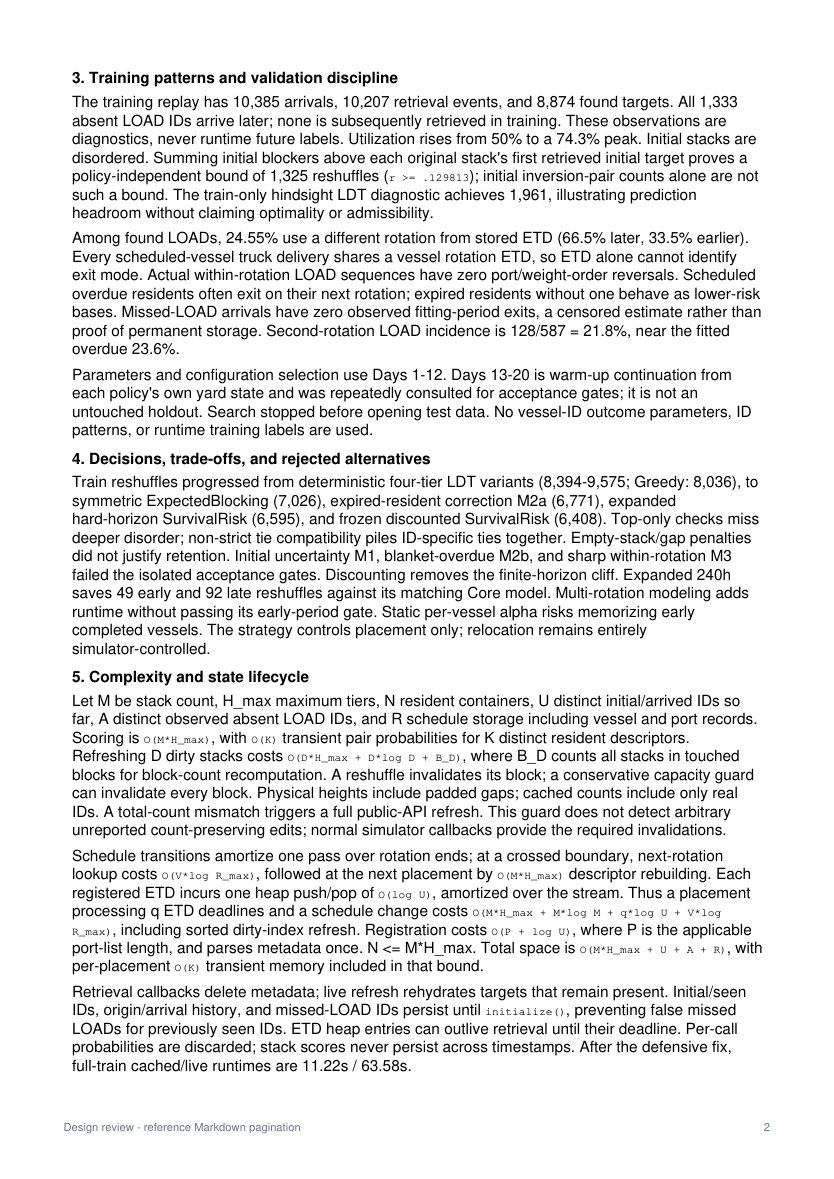 3. Training patterns and validation discipline
The training replay has 10,385 arrivals, 10,207 retrieval events, and 8,874 found targets. All 1,333
absent LOAD IDs arrive later; none is subsequently retrieved in training. These observations are
diagnostics, never runtime future labels. Utilization rises from 50% to a 74.3% peak. Initial stacks are
disordered. Summing initial blockers above each original stack's first retrieved initial target proves a
policy-independent bound of 1,325 reshuffles (r >= .129813); initial inversion-pair counts alone are not
such a bound. The train-only hindsight LDT diagnostic achieves 1,961, illustrating prediction
headroom without claiming optimality or admissibility.
Among found LOADs, 24.55% use a different rotation from stored ETD (66.5% later, 33.5% earlier).
Every scheduled-vessel truck delivery shares a vessel rotation ETD, so ETD alone cannot identify
exit mode. Actual within-rotation LOAD sequences have zero port/weight-order reversals. Scheduled
overdue residents often exit on their next rotation; expired residents without one behave as lower-risk
bases. Missed-LOAD arrivals have zero observed fitting-period exits, a censored estimate rather than
proof of permanent storage. Second-rotation LOAD incidence is 128/587 = 21.8%, near the fitted
overdue 23.6%.
Parameters and configuration selection use Days 1-12. Days 13-20 is warm-up continuation from
each policy's own yard state and was repeatedly consulted for acceptance gates; it is not an
untouched holdout. Search stopped before opening test data. No vessel-ID outcome parameters, ID
patterns, or runtime training labels are used.
4. Decisions, trade-offs, and rejected alternatives
Train reshuffles progressed from deterministic four-tier LDT variants (8,394-9,575; Greedy: 8,036), to
symmetric ExpectedBlocking (7,026), expired-resident correction M2a (6,771), expanded
hard-horizon SurvivalRisk (6,595), and frozen discounted SurvivalRisk (6,408). Top-only checks miss
deeper disorder; non-strict tie compatibility piles ID-specific ties together. Empty-stack/gap penalties
did not justify retention. Initial uncertainty M1, blanket-overdue M2b, and sharp within-rotation M3
failed the isolated acceptance gates. Discounting removes the finite-horizon cliff. Expanded 240h
saves 49 early and 92 late reshuffles against its matching Core model. Multi-rotation modeling adds
runtime without passing its early-period gate. Static per-vessel alpha risks memorizing early
completed vessels. The strategy controls placement only; relocation remains entirely
simulator-controlled.
5. Complexity and state lifecycle
Let M be stack count, H_max maximum tiers, N resident containers, U distinct initial/arrived IDs so
far, A distinct observed absent LOAD IDs, and R schedule storage including vessel and port records.
Scoring is O(M*H_max), with O(K) transient pair probabilities for K distinct resident descriptors.
Refreshing D dirty stacks costs O(D*H_max + D*log D + B_D), where B_D counts all stacks in touched
blocks for block-count recomputation. A reshuffle invalidates its block; a conservative capacity guard
can invalidate every block. Physical heights include padded gaps; cached counts include only real
IDs. A total-count mismatch triggers a full public-API refresh. This guard does not detect arbitrary
unreported count-preserving edits; normal simulator callbacks provide the required invalidations.
Schedule transitions amortize one pass over rotation ends; at a crossed boundary, next-rotation
lookup costs O(V*log R_max), followed at the next placement by O(M*H_max) descriptor rebuilding. Each
registered ETD incurs one heap push/pop of O(log U), amortized over the stream. Thus a placement
processing q ETD deadlines and a schedule change costs O(M*H_max + M*log M + q*log U + V*log
R_max), including sorted dirty-index refresh. Registration costs O(P + log U), where P is the applicable
port-list length, and parses metadata once. N <= M*H_max. Total space is O(M*H_max + U + A + R), with
per-placement O(K) transient memory included in that bound.
Retrieval callbacks delete metadata; live refresh rehydrates targets that remain present. Initial/seen
IDs, origin/arrival history, and missed-LOAD IDs persist until initialize(), preventing false missed
LOADs for previously seen IDs. ETD heap entries can outlive retrieval until their deadline. Per-call
probabilities are discarded; stack scores never persist across timestamps. After the defensive fix,
full-train cached/live runtimes are 11.22s / 63.58s.
Design review - reference Markdown pagination
2